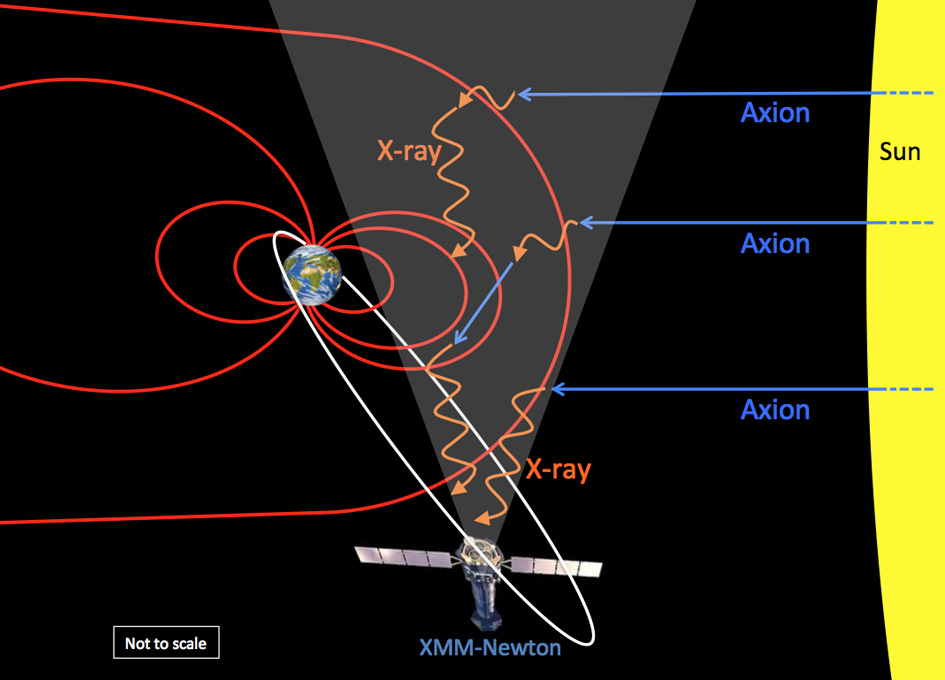 Axion
X-ray
Sun
Axion
Axion
X-ray
Not to scale
XMM-Newton